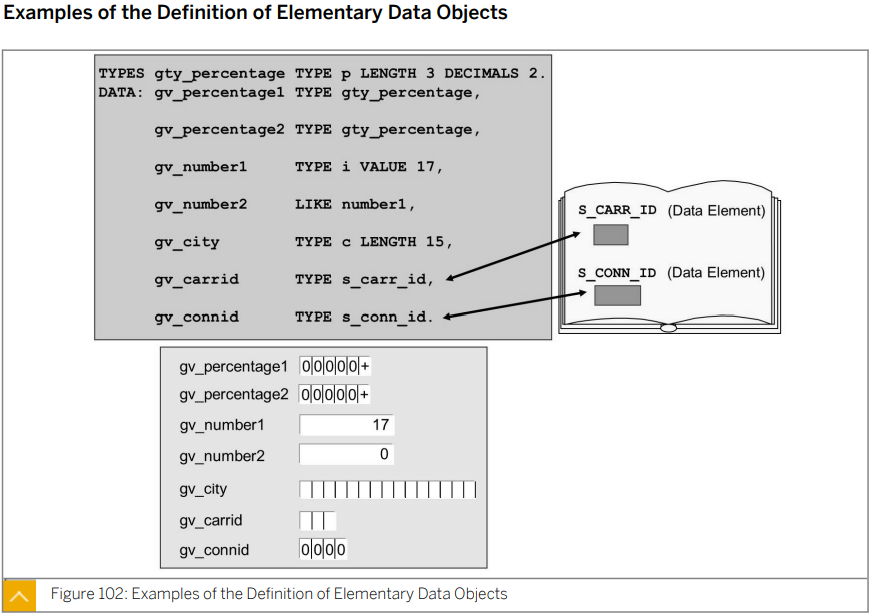 Examples of the Definition of Elementary Data Objects
TYPES gty_percentage TYPE p LENGTH 3 DECIMALS 2.
DATA: gv_percentage1 TYPE gty_percentage,
gv_percentage2 TYPE gty_percentage,
gv_number1 TYPE i VALUE 17,
gv_number2 LIKE number1,
gv_city TYPE c LENGTH 15,
gv_carrid TYPE s_carr_id,
gv_connid TYPE s_conn_id.
S_CARR_ID (Data Element)
S_CONN_ID (Data Element)
gv_percentage1 0|0|0|0|0|+
gv_percentage2 0|0|0|0|0|+
gv_number1 17
gv_number2 0
gv_city
gv_carrid
gv_connid 0|0|0|0
Figure 102: Examples of the Definition of Elementary Data Objects